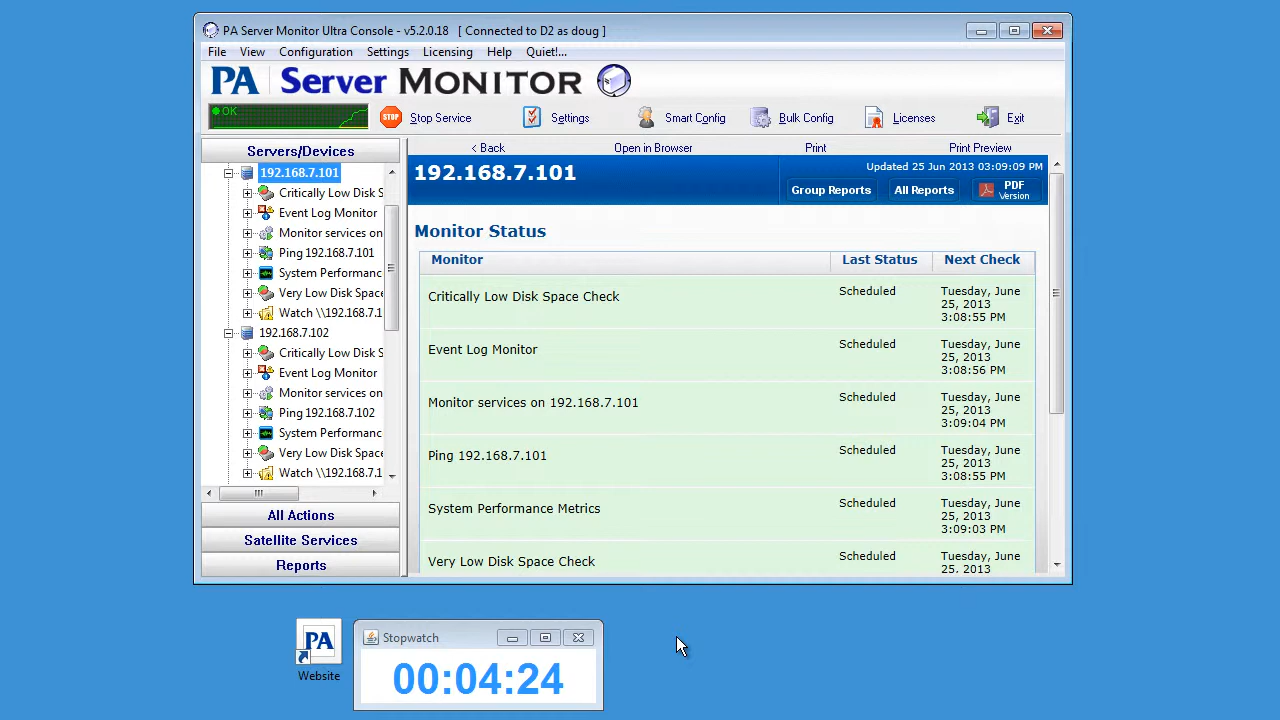 PA Server Monitor Ultra Console - v5.2.0.18 [ Connected to D2 as doug ]
File View Configuration Settings Licensing Help Quiet!...
PA Server MONITOR
OK
STOP Stop Service Settings Smart Config Bulk Config Licenses Exit
Servers/Devices
192.168.7.101
Critically Low Disk S
Event Log Monitor
Monitor services on
Ping 192.168.7.101
System Performanc
Very Low Disk Space
Watch \\192.168.7.1
192.168.7.102
Critically Low Disk S
Event Log Monitor
Monitor services on
Ping 192.168.7.102
System Performanc
Very Low Disk Space
Watch \\192.168.7.1
All Actions
Satellite Services
Reports
< Back Open in Browser Print Print Preview
192.168.7.101
Updated 25 Jun 2013 03:09:09 PM
Group Reports All Reports PDF
Version
Monitor Status
Monitor Last Status Next Check
Critically Low Disk Space Check Scheduled Tuesday, June
25, 2013
3:08:55 PM
Event Log Monitor Scheduled Tuesday, June
25, 2013
3:08:56 PM
Monitor services on 192.168.7.101 Scheduled Tuesday, June
25, 2013
3:09:04 PM
Ping 192.168.7.101 Scheduled Tuesday, June
25, 2013
3:08:55 PM
System Performance Metrics Scheduled Tuesday, June
25, 2013
3:09:03 PM
Very Low Disk Space Check Scheduled Tuesday, June
25, 2013
PA
Website
Stopwatch
00:04:24